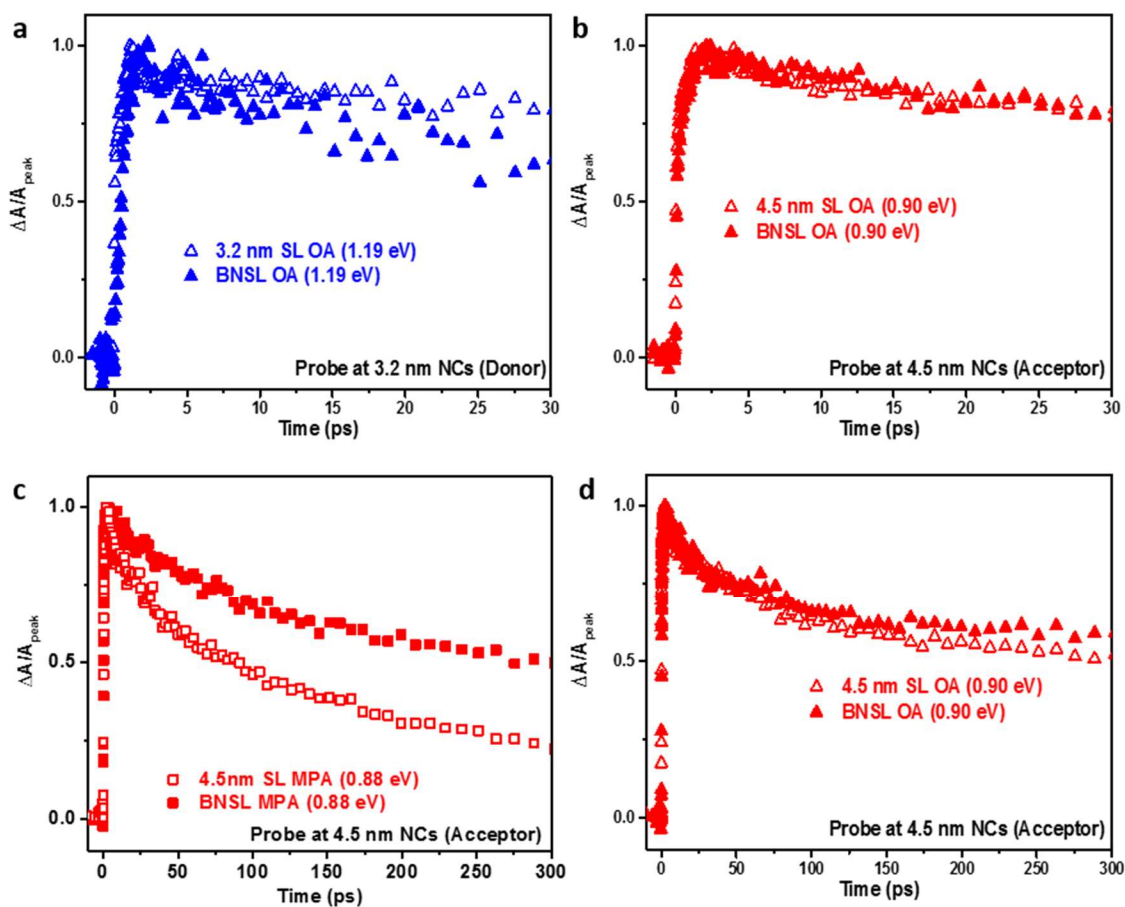 a
1.0
0.5
0.0
ΔA/A_peak
3.2 nm SL OA (1.19 eV)
BNSL OA (1.19 eV)
Probe at 3.2 nm NCs (Donor)
0 5 10 15 20 25 30
Time (ps)
b
1.0
0.5
0.0
ΔA/A_peak
4.5 nm SL OA (0.90 eV)
BNSL OA (0.90 eV)
Probe at 4.5 nm NCs (Acceptor)
0 5 10 15 20 25 30
Time (ps)
c
1.0
0.5
0.0
ΔA/A_peak
4.5nm SL MPA (0.88 eV)
BNSL MPA (0.88 eV)
Probe at 4.5 nm NCs (Acceptor)
0 50 100 150 200 250 300
Time (ps)
d
1.0
0.5
0.0
ΔA/A_peak
4.5 nm SL OA (0.90 eV)
BNSL OA (0.90 eV)
Probe at 4.5 nm NCs (Acceptor)
0 50 100 150 200 250 300
Time (ps)